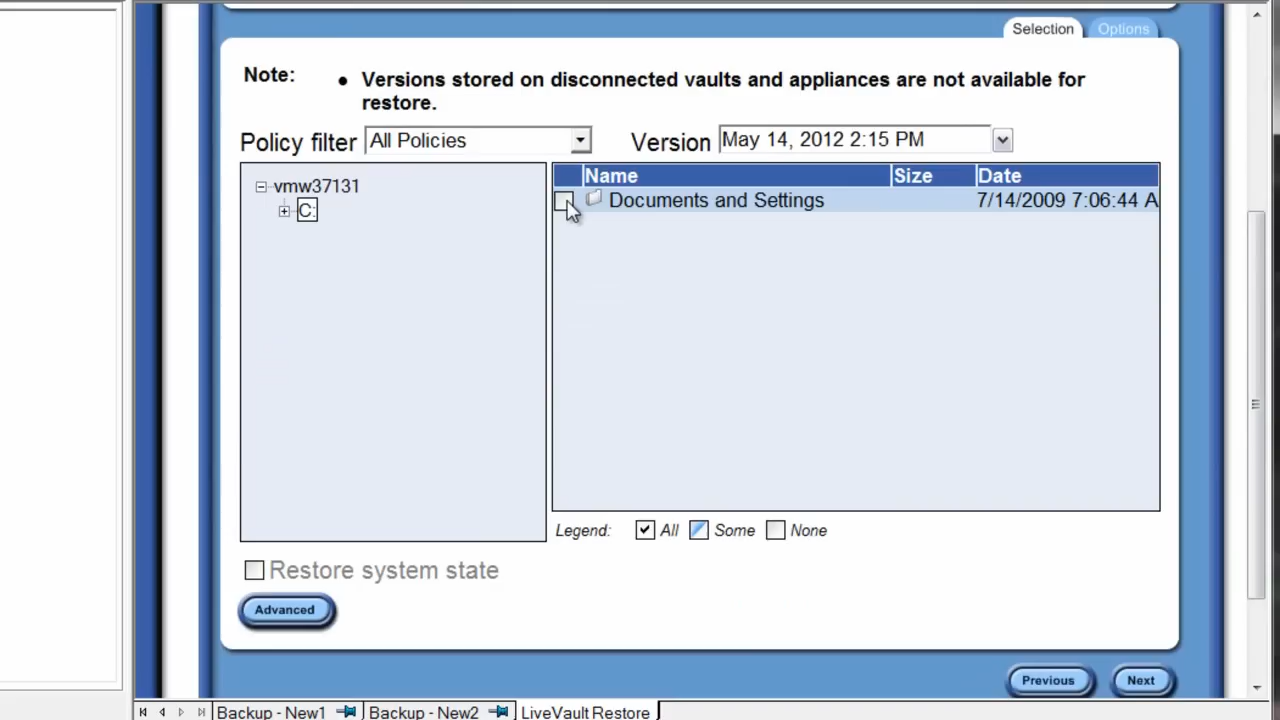 Selection Options
Note: • Versions stored on disconnected vaults and appliances are not available for
restore.
Policy filter All Policies Version May 14, 2012 2:15 PM
vmw37131
C:
Name Size Date
Documents and Settings 7/14/2009 7:06:44 A
Legend: All Some None
Restore system state
Advanced
Previous Next
Backup - New1 Backup - New2 LiveVault Restore